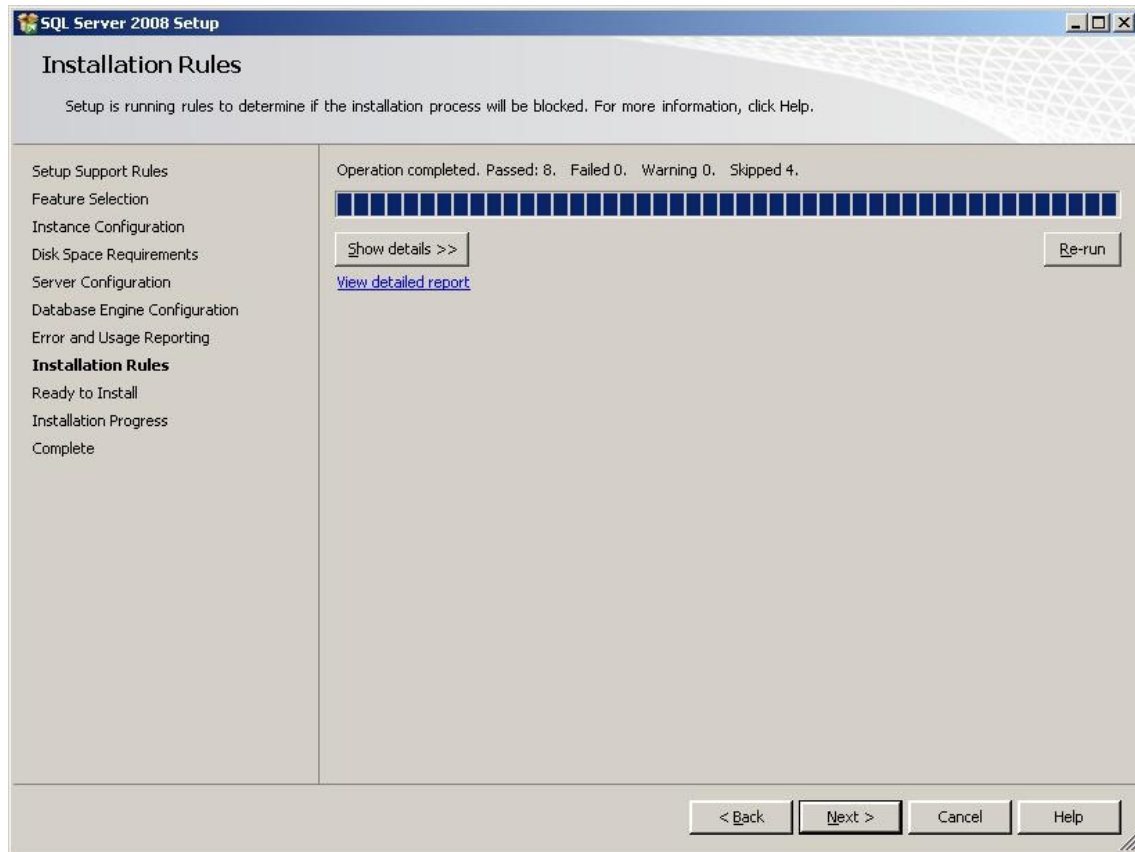 SQL Server 2008 Setup
Installation Rules
Setup is running rules to determine if the installation process will be blocked. For more information, click Help.
Setup Support Rules
Feature Selection
Instance Configuration
Disk Space Requirements
Server Configuration
Database Engine Configuration
Error and Usage Reporting
Installation Rules
Ready to Install
Installation Progress
Complete
Operation completed. Passed: 8. Failed 0. Warning 0. Skipped 4.
Show details >>
Re-run
View detailed report
< Back
Next >
Cancel
Help